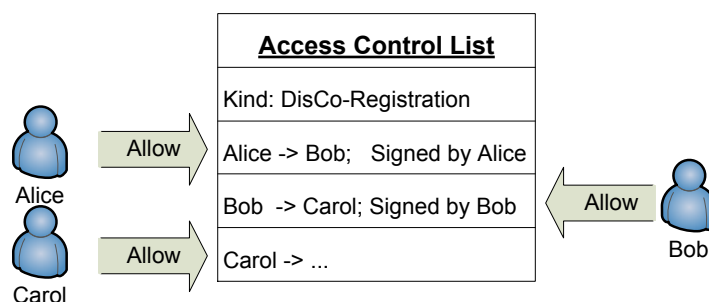 Access Control List
Kind: DisCo-Registration
Allow
Alice -> Bob;   Signed by Alice
Alice
Bob  -> Carol; Signed by Bob
Allow
Bob
Allow
Carol -> ...
Carol